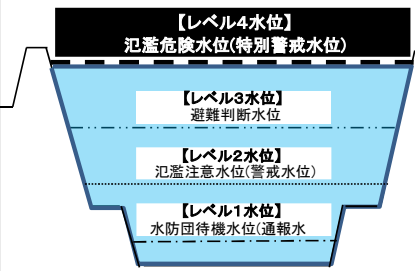 【レベル4水位】
氾濫危険水位(特別警戒水位)
【レベル3水位】
避難判断水位
【レベル2水位】
氾濫注意水位(警戒水位)
【レベル1水位】
水防団待機水位(通報水